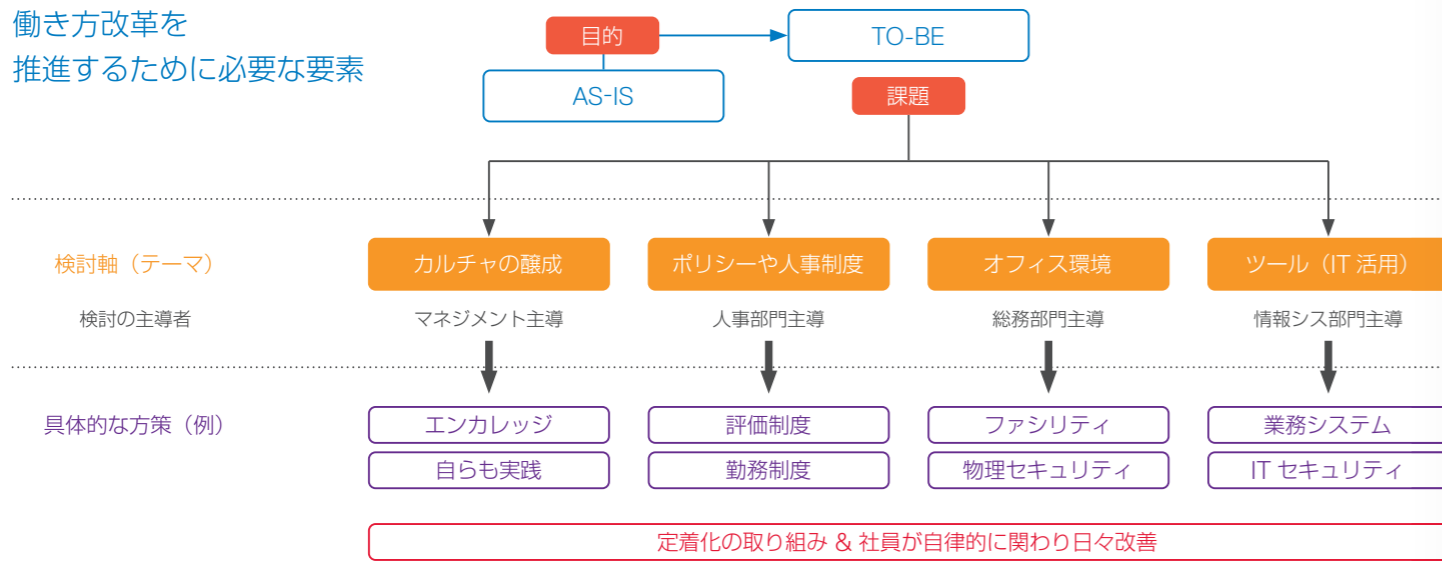 働き方改革を
推進するために必要な要素
目的
TO-BE
AS-IS
課題
検討軸（テーマ）
カルチャの醸成
ポリシーや人事制度
オフィス環境
ツール（IT 活用）
検討の主導者
マネジメント主導
人事部門主導
総務部門主導
情報シス部門主導
具体的な方策（例）
エンカレッジ
評価制度
ファシリティ
業務システム
自らも実践
勤務制度
物理セキュリティ
IT セキュリティ
定着化の取り組み & 社員が自律的に関わり日々改善